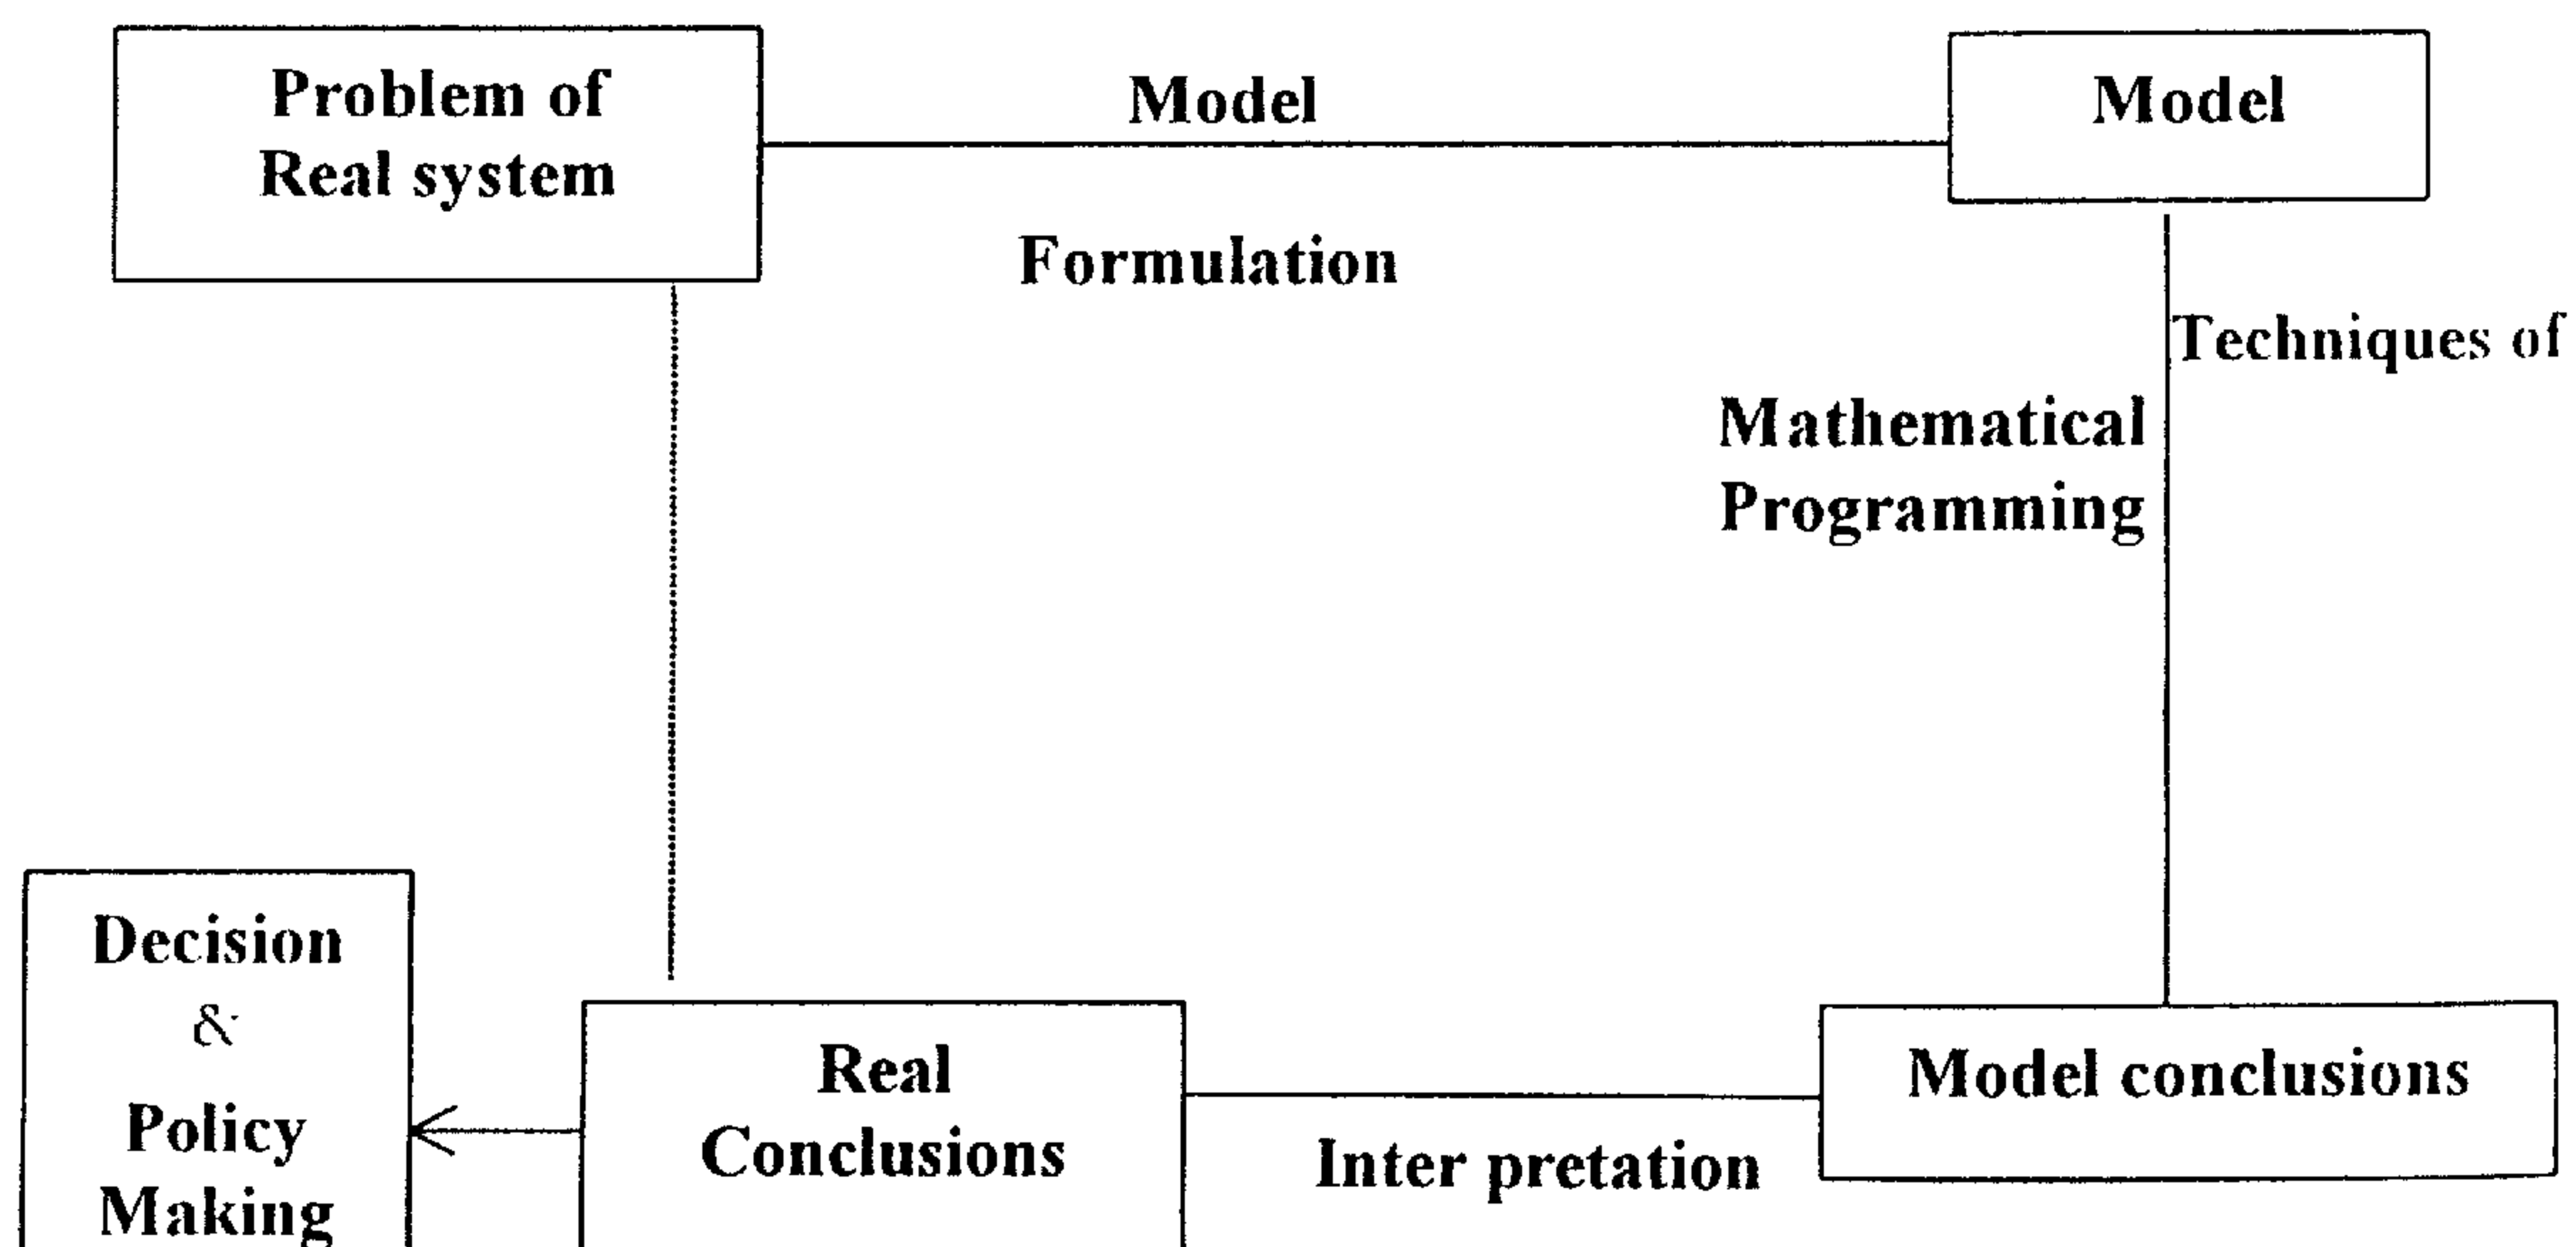 Problem of
Real system
Model
Formulation
Model
Techniques of
Mathematical
Programming
Decision
&
Policy
Making
Real
Conclusions
Inter pretation
Model conclusions